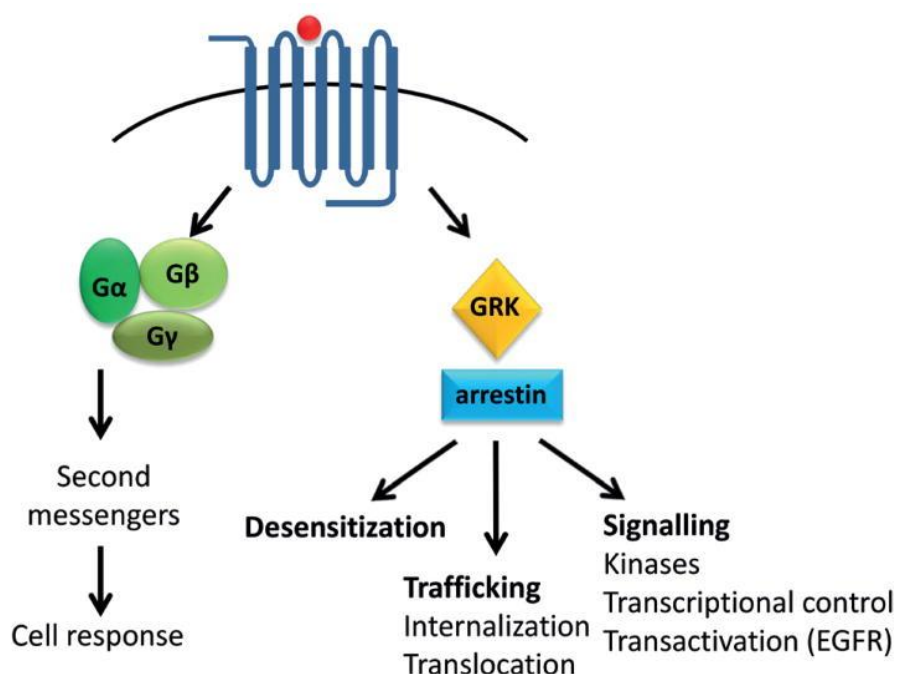 Gα
Gβ
Gγ
Second
messengers
Cell response
GRK
arrestin
Desensitization
Trafficking
Internalization
Translocation
Signalling
Kinases
Transcriptional control
Transactivation (EGFR)